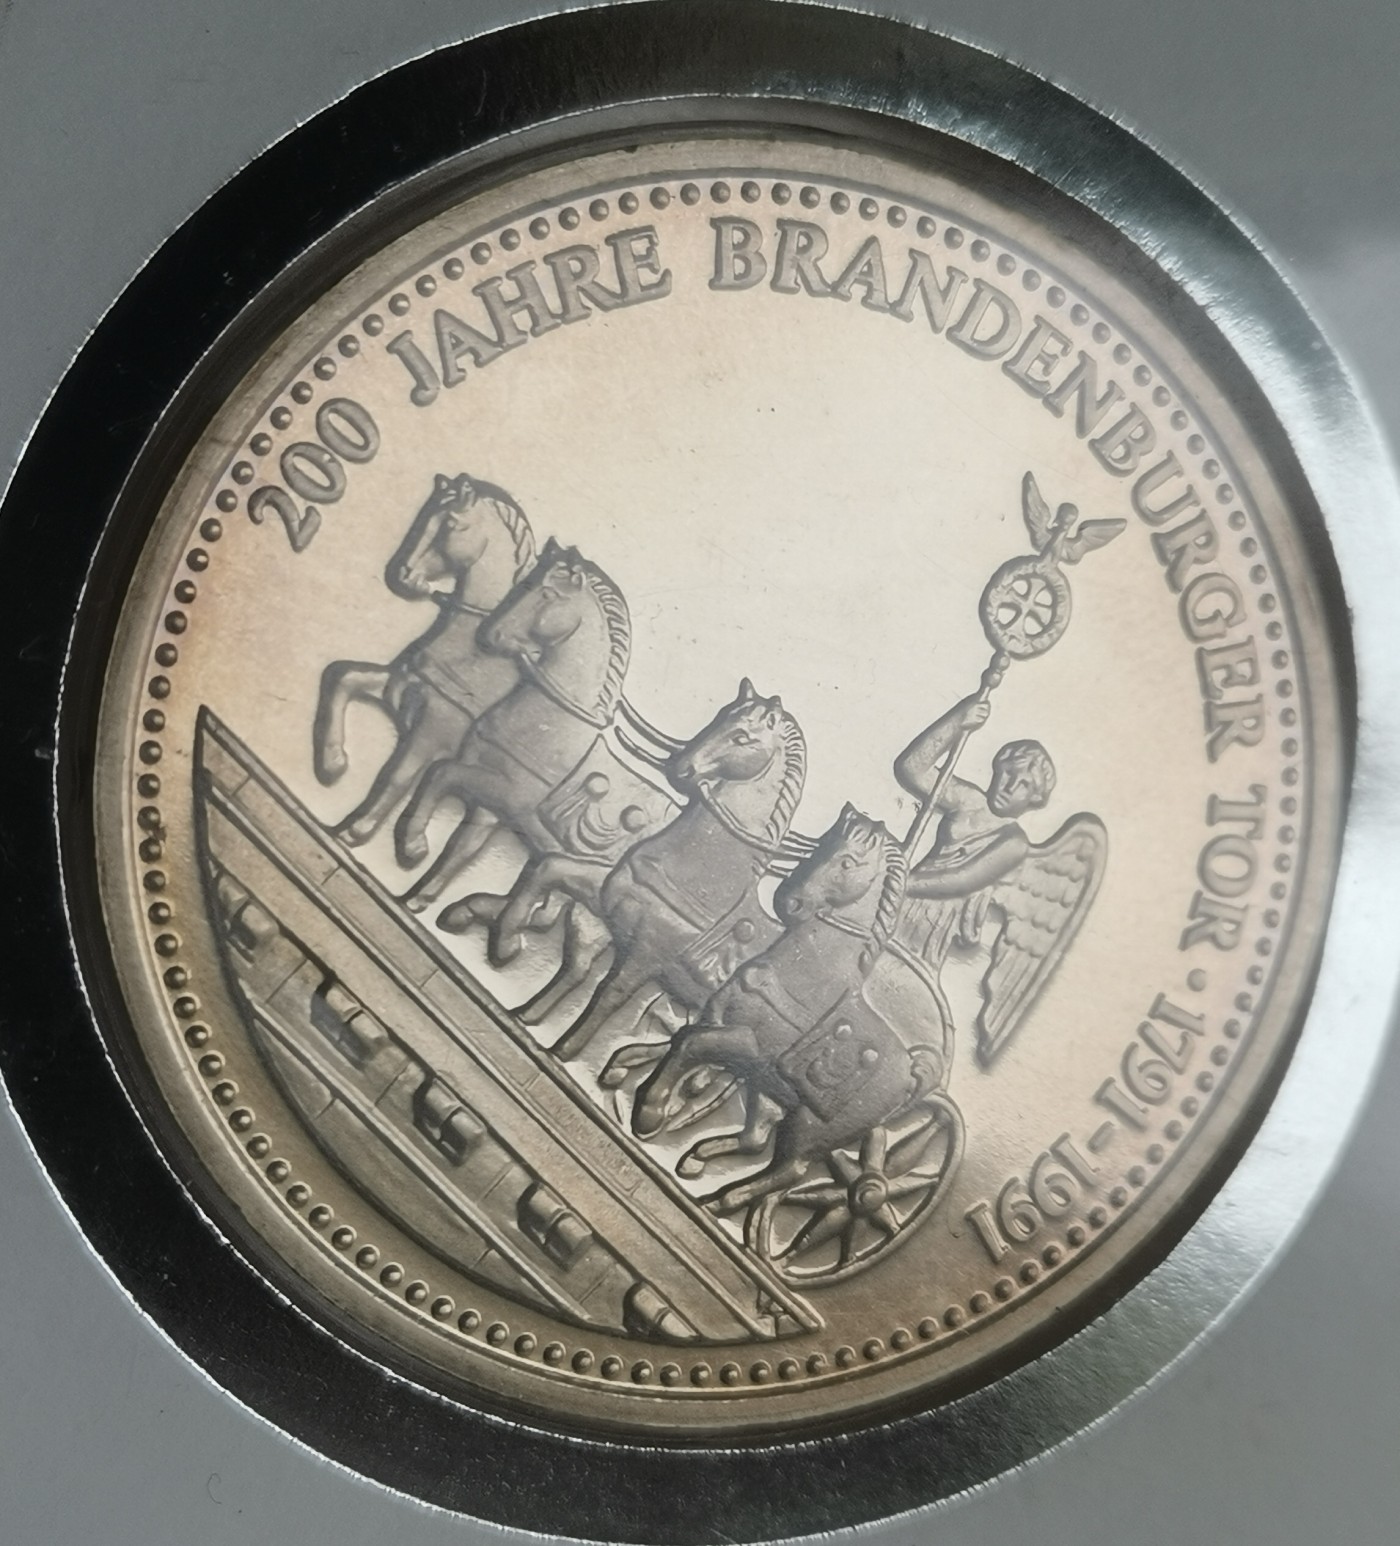 200 JAHRE BRANDENBURGER TOR · 1791-1991